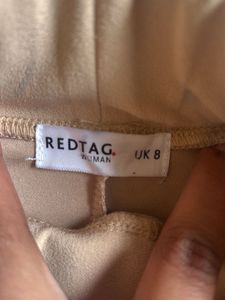 REDTAG. UK 8
WOMAN